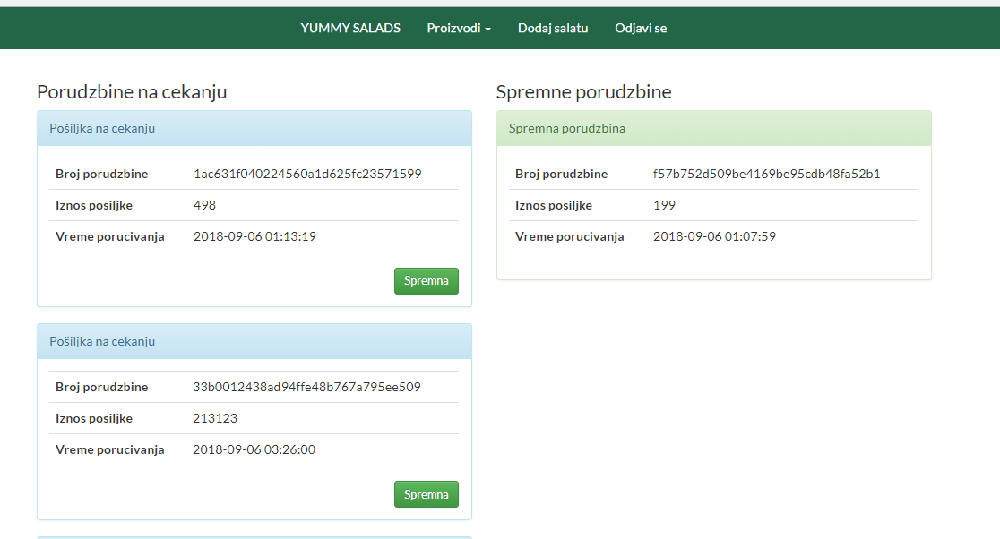 YUMMY SALADS Proizvodi Dodaj salatu Odjavi se
Porudzbine na cekanju
Pošiljka na cekanju
Broj porudzbine 1ac631f040224560a1d625fc23571599
Iznos posiljke 498
Vreme porucivanja 2018-09-06 01:13:19
Spremna
Pošiljka na cekanju
Broj porudzbine 33b0012438ad94ffe48b767a795ee509
Iznos posiljke 213123
Vreme porucivanja 2018-09-06 03:26:00
Spremna
Spremne porudzbine
Spremna porudzbina
Broj porudzbine f57b752d509be4169be95cdb48fa52b1
Iznos posiljke 199
Vreme porucivanja 2018-09-06 01:07:59